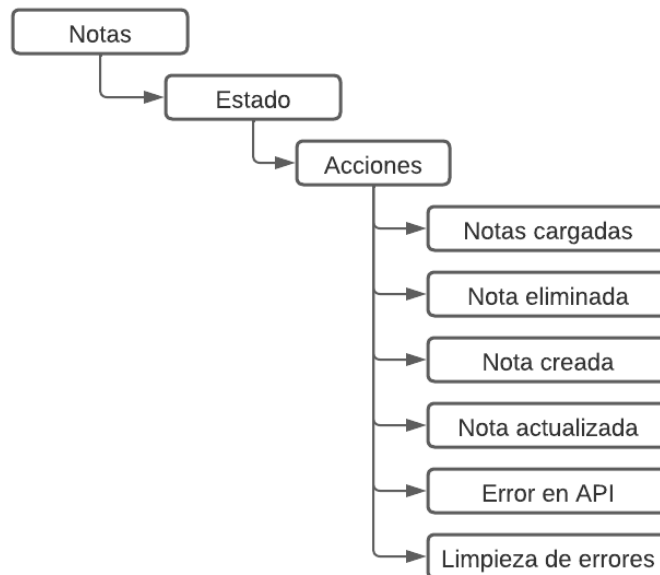 Notas
Estado
Acciones
Notas cargadas
Nota eliminada
Nota creada
Nota actualizada
Error en API
Limpieza de errores